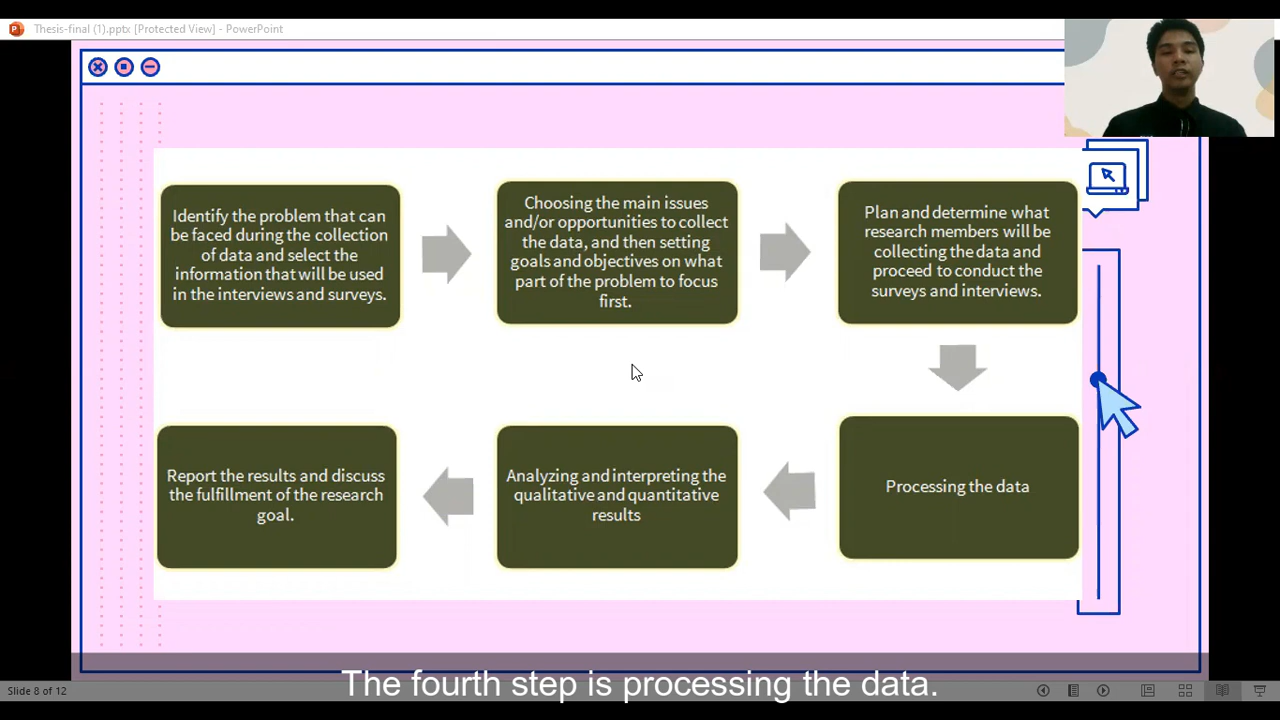 Thesis-final (1).pptx [Protected View] - PowerPoint
Identify the problem that can
be faced during the collection
of data and select the
information that will be used
in the interviews and surveys.
Choosing the main issues
and/or opportunities to collect
the data, and then setting
goals and objectives on what
part of the problem to focus
first.
Plan and determine what
research members will be
collecting the data and
proceed to conduct the
surveys and interviews.
Processing the data
Analyzing and interpreting the
qualitative and quantitative
results
Report the results and discuss
the fulfillment of the research
goal.
The fourth step is processing the data.
Slide 8 of 12